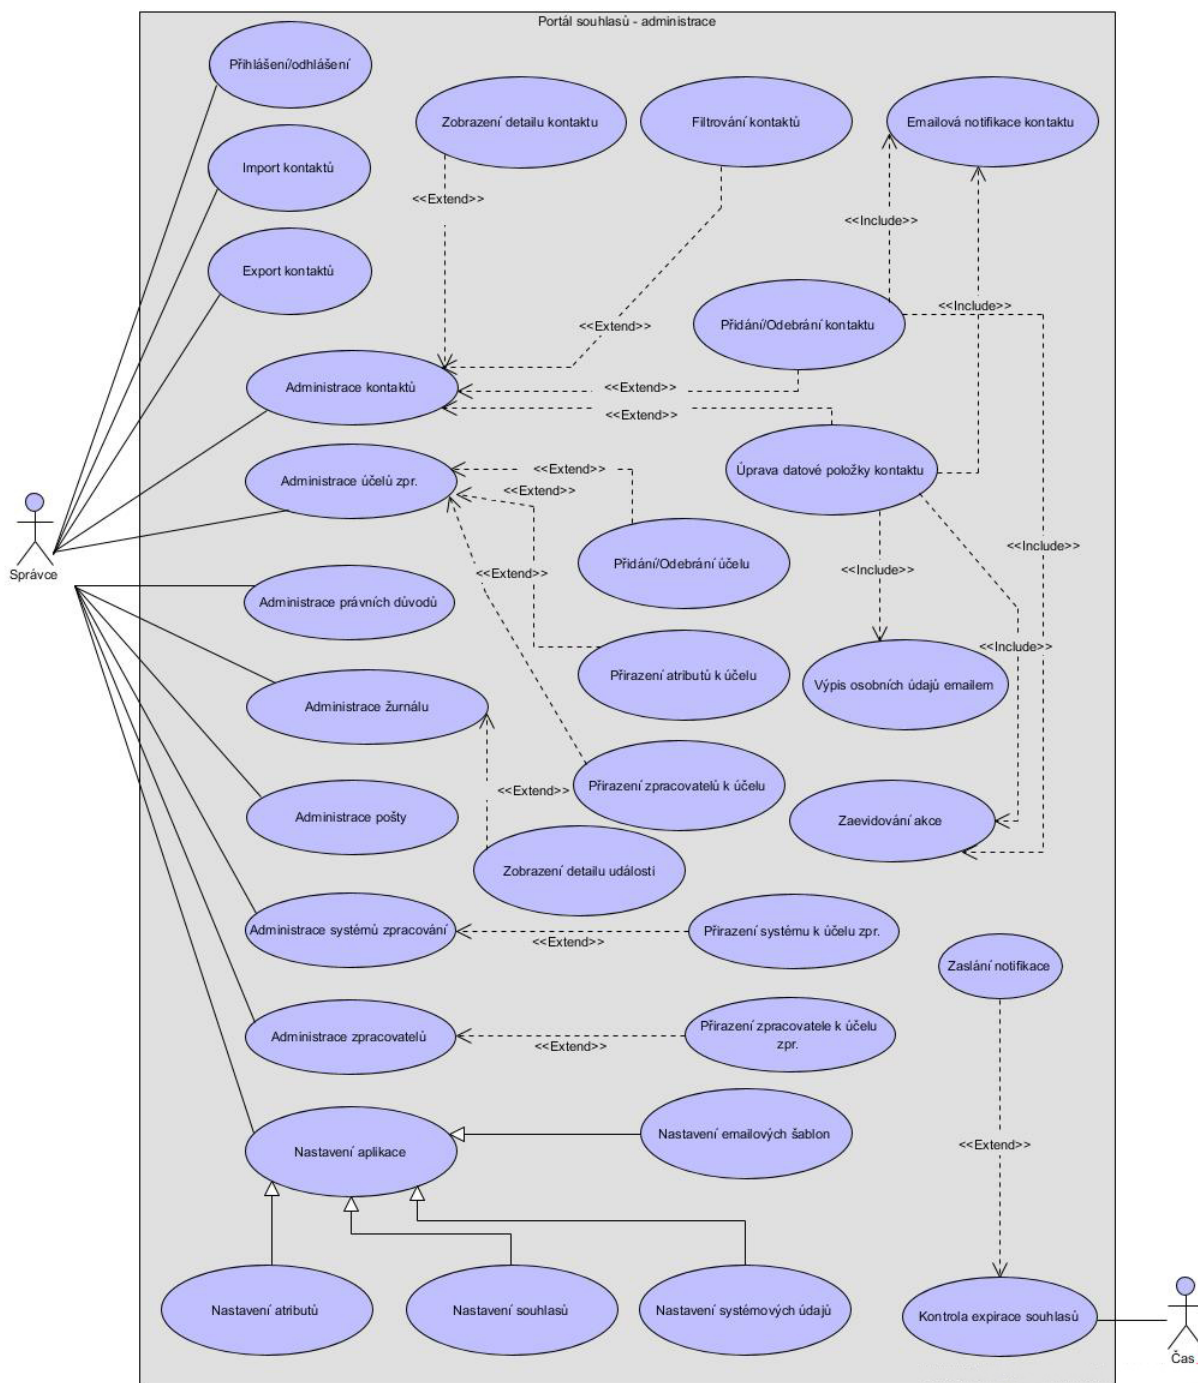 Portál souhlasů - administrace
Přihlášení/odhlášení
Zobrazení detailu kontaktu
Filtrování kontaktů
Emailová notifikace kontaktu
Import kontaktů
<<Extend>>
<<Include>>
Export kontaktů
<<Include>>
<<Extend>>
Přidání/Odebrání kontaktu
Administrace kontaktů
<<Extend>>
<<Extend>>
Administrace účelů zpr.
<<Extend>>
Úprava datové položky kontaktu
<<Extend>>
Správce
<<Extend>>
Přidání/Odebrání účelu
<<Include>>
<<Include>>
Administrace právních důvodů
<<Include>>
Přirazení atributů k účelu
Výpis osobních údajů emailem
Administrace žurnálu
<<Extend>>
Přirazení zpracovatelů k účelu
Administrace pošty
Zaevidování akce
Zobrazení detailu události
Administrace systémů zpracování
<<Extend>>
Přirazení systému k účelu zpr.
Zaslání notifikace
Administrace zpracovatelů
<<Extend>>
Přirazení zpracovatele k účelu
zpr.
Nastavení emailových šablon
<<Extend>>
Nastavení aplikace
Nastavení atributů
Nastavení souhlasů
Nastavení systémových údajů
Kontrola expirace souhlasů
Čas